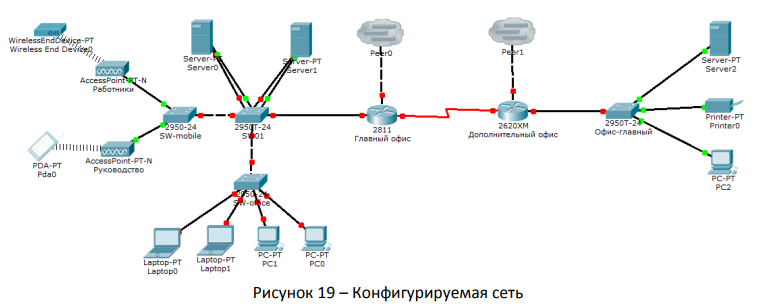 WirelessEndDevice-PT
Wireless End Device0
AccessPoint-PT-N
Работники
PDA-PT
Pda0
AccessPoint-PT-N
Руководство
2950-24
SW-mobile
Server-PT
Server0
Server-PT
Server1
2950T-24
SW01
2950-24
SW-office
Laptop-PT
Laptop0
Laptop-PT
Laptop1
PC-PT
PC1
PC-PT
PC0
Peer0
2811
Главный офис
Peer1
2620XM
Дополнительный офис
2950T-24
Офис-главный
Server-PT
Server2
Printer-PT
Printer0
PC-PT
PC2
Рисунок 19 – Конфигурируемая сеть